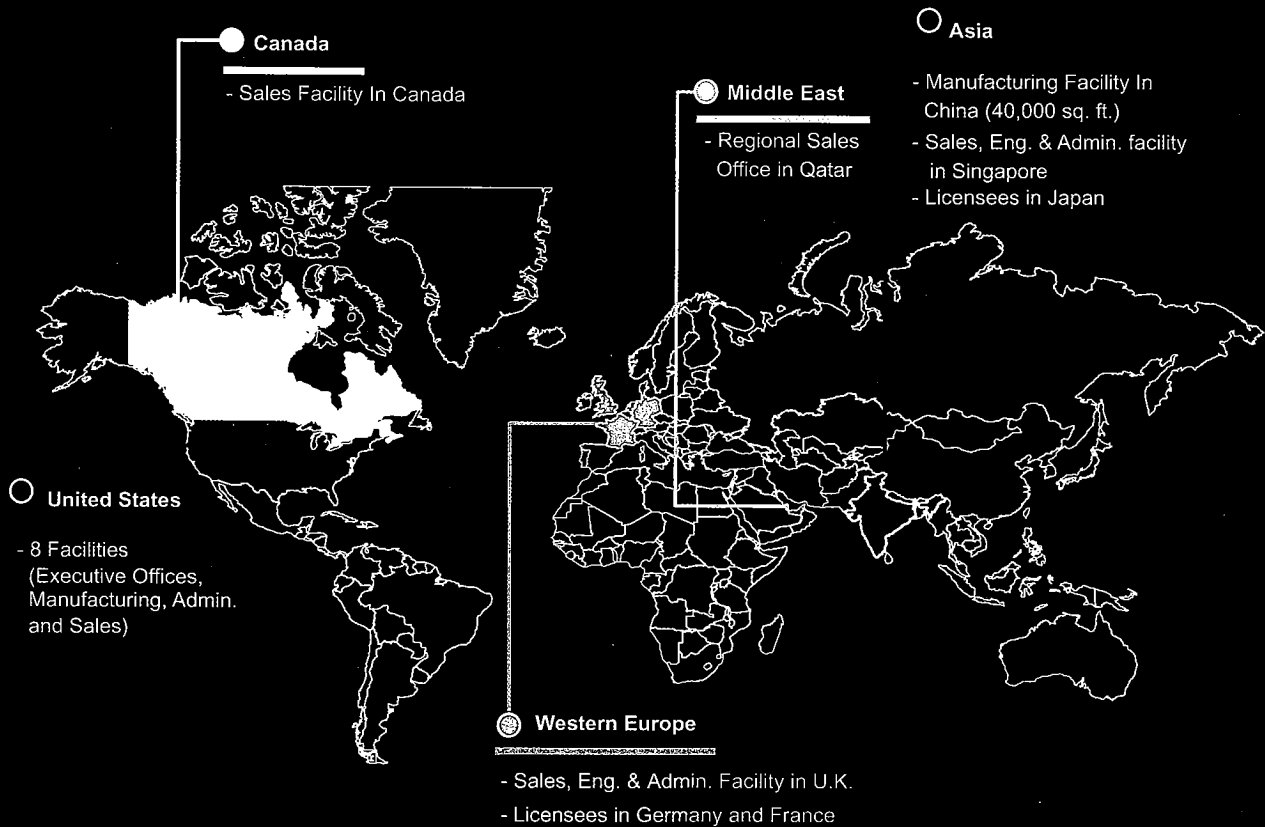 Canada
- Sales Facility In Canada
Middle East
- Regional Sales
Office in Qatar
Asia
- Manufacturing Facility In
China (40,000 sq. ft.)
- Sales, Eng. & Admin. facility
in Singapore
- Licensees in Japan
United States
- 8 Facilities
(Executive Offices,
Manufacturing, Admin.
and Sales)
Western Europe
- Sales, Eng. & Admin. Facility in U.K.
- Licensees in Germany and France